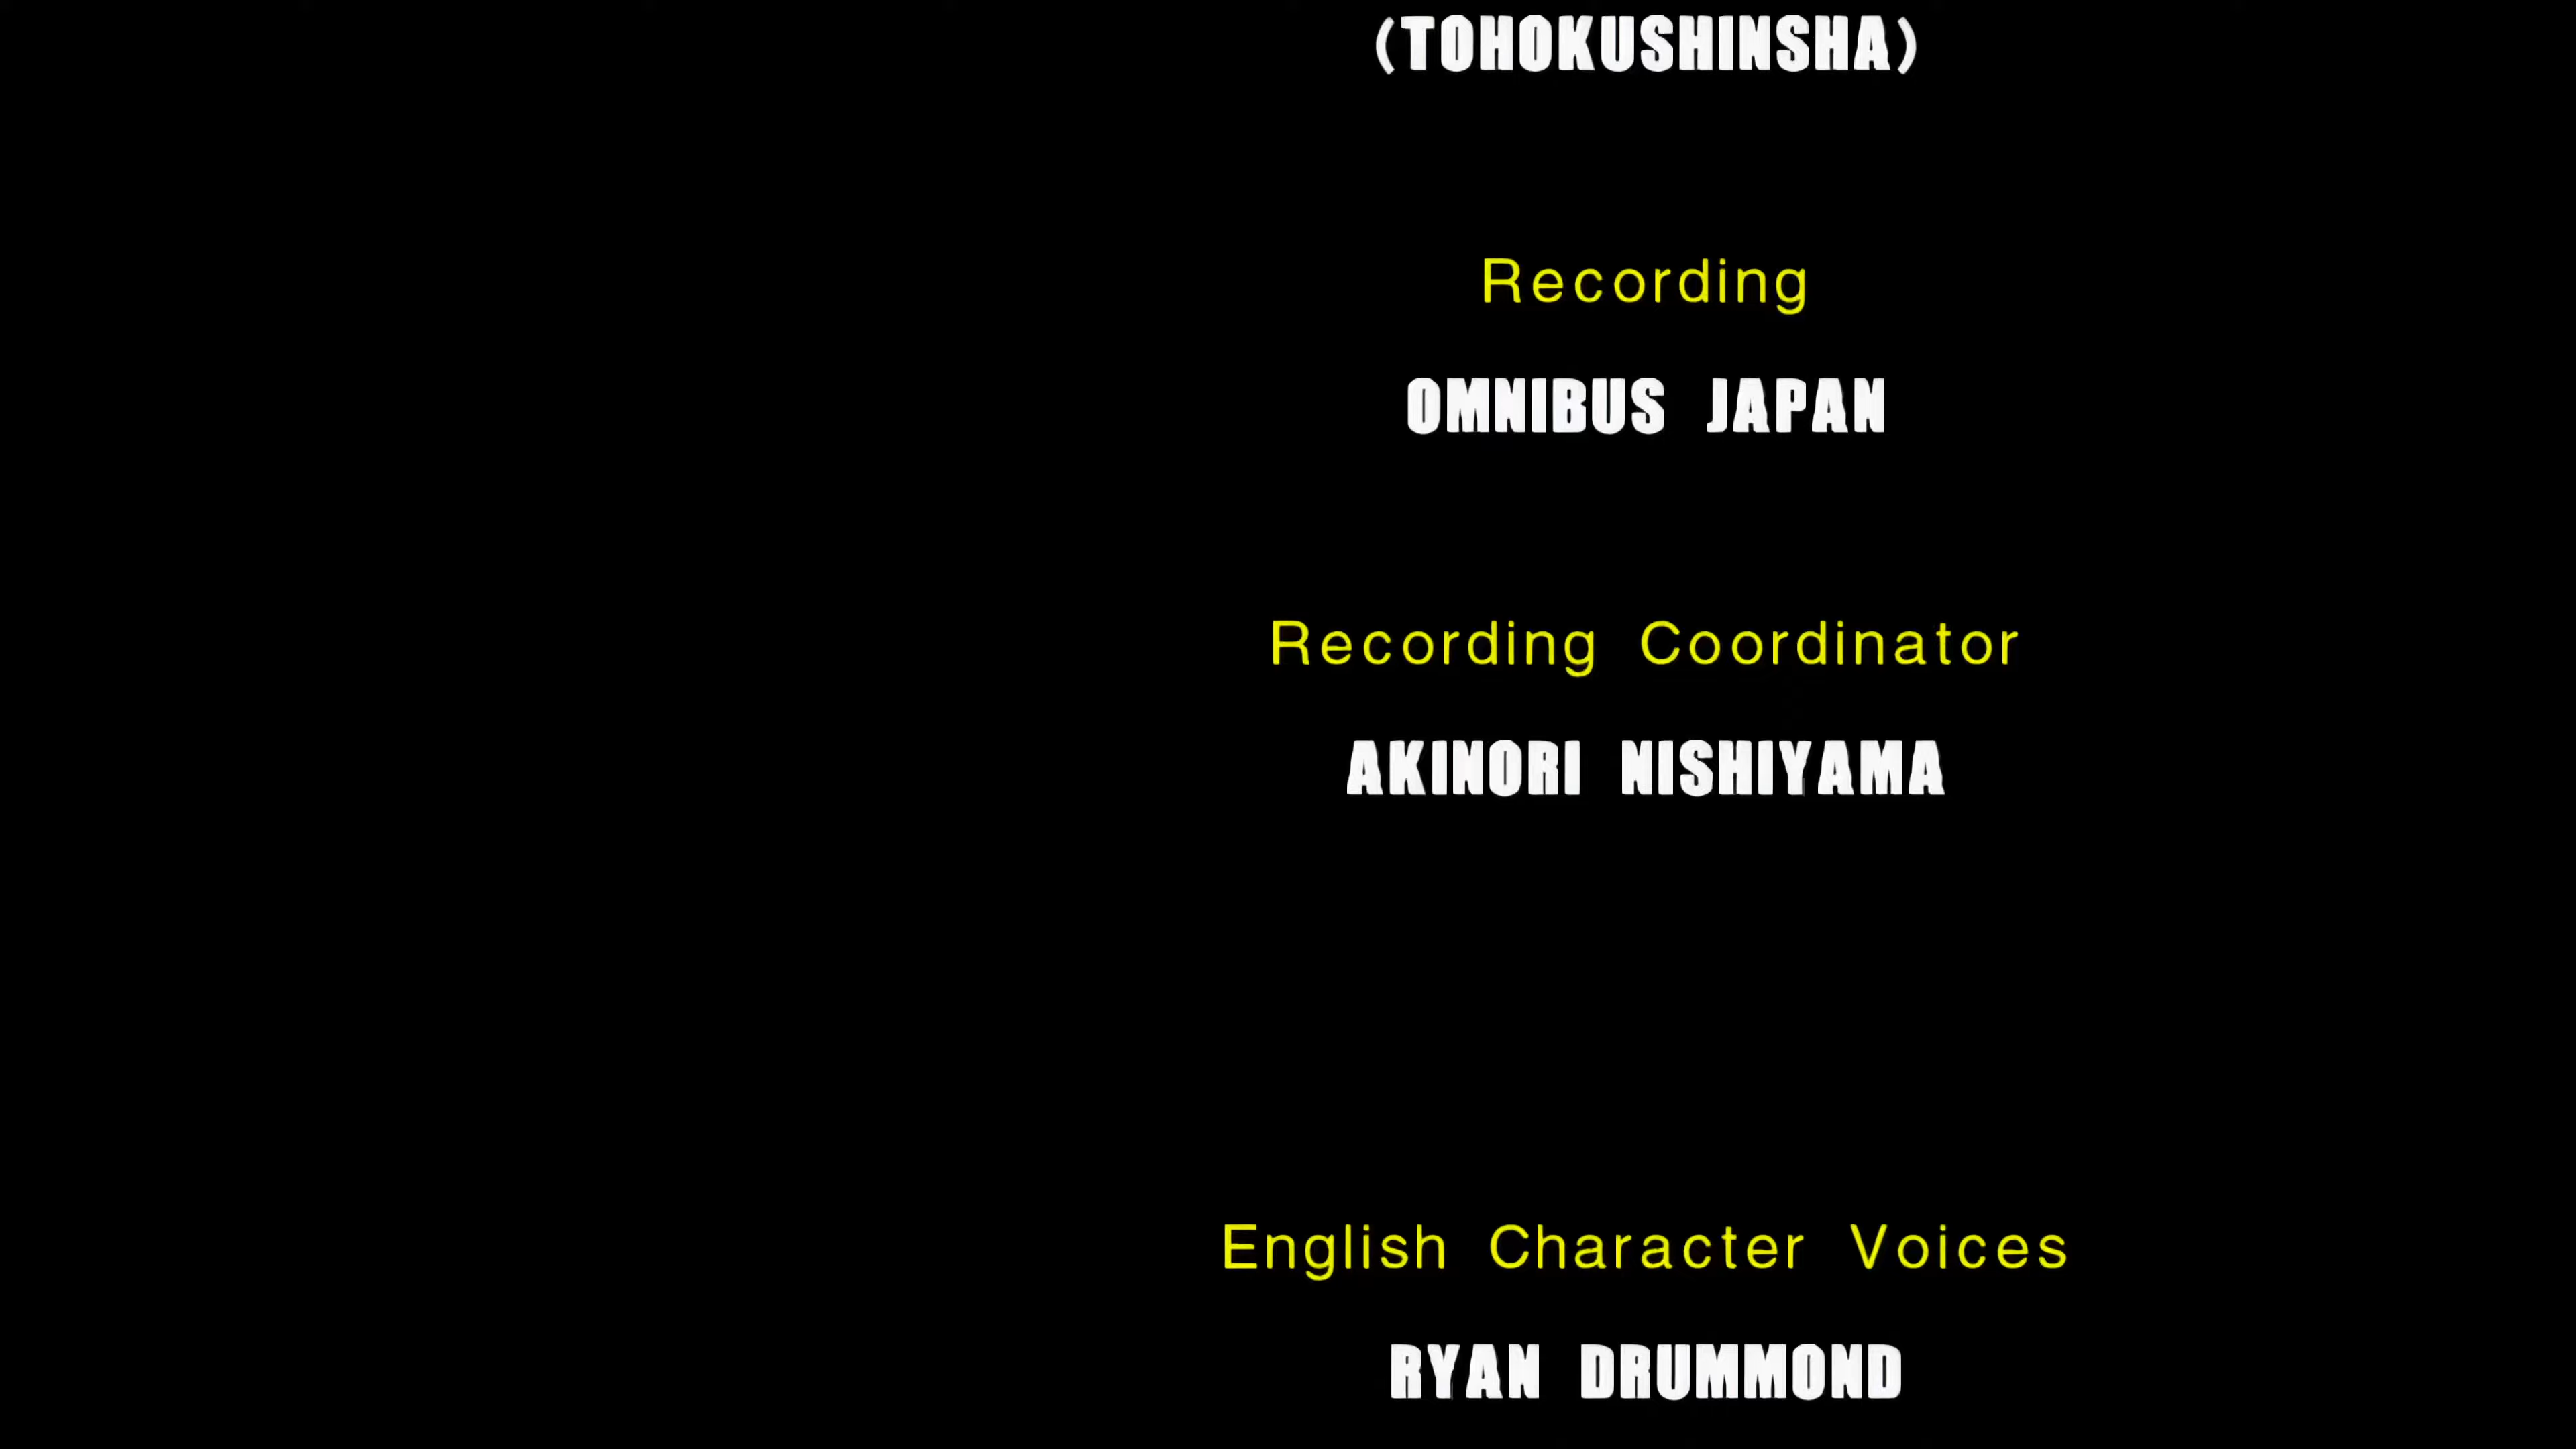 (TOHOKUSHINSHA)
Recording
OMNIBUS JAPAN
Recording Coordinator
AKINORI NISHIYAMA
English Character Voices
RYAN DRUMMOND